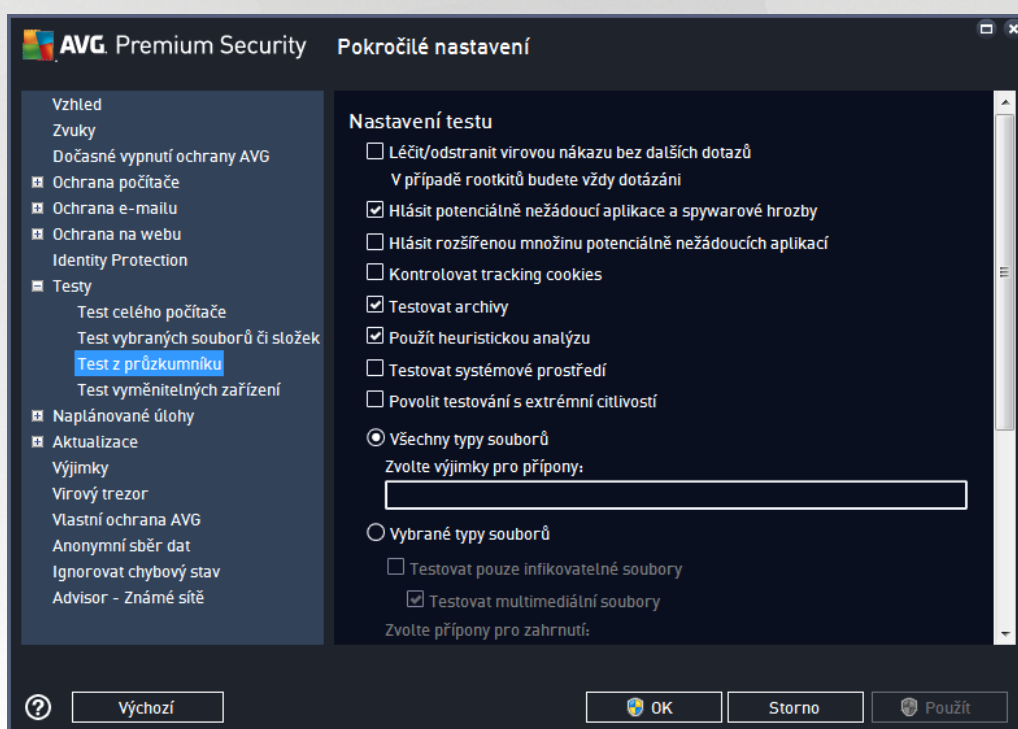 AVG. Premium Security
Pokročilé nastavení
Vzhled
Zvuky
Dočasné vypnutí ochrany AVG
Ochrana počítače
Ochrana e-mailu
Ochrana na webu
Identity Protection
Testy
Test celého počítače
Test vybraných souborů či složek
Test z průzkumníku
Test vyměnitelných zařízení
Naplánované úlohy
Aktualizace
Výjimky
Virový trezor
Vlastní ochrana AVG
Anonymní sběr dat
Ignorovat chybový stav
Advisor - Známé sítě
Nastavení testu
Léčit/odstranit virovou nákazu bez dalších dotazů
V případě rootkitů budete vždy dotázáni
Hlásit potenciálně nežádoucí aplikace a spywarové hrozby
Hlásit rozšířenou množinu potenciálně nežádoucích aplikací
Kontrolovat tracking cookies
Testovat archivy
Použít heuristickou analýzu
Testovat systémové prostředí
Povolit testování s extrémní citlivostí
Všechny typy souborů
Zvolte výjimky pro přípony:
Vybrané typy souborů
Testovat pouze infikovatelné soubory
Testovat multimediální soubory
Zvolte přípony pro zahrnutí:
Výchozí
OK
Storno
Použít